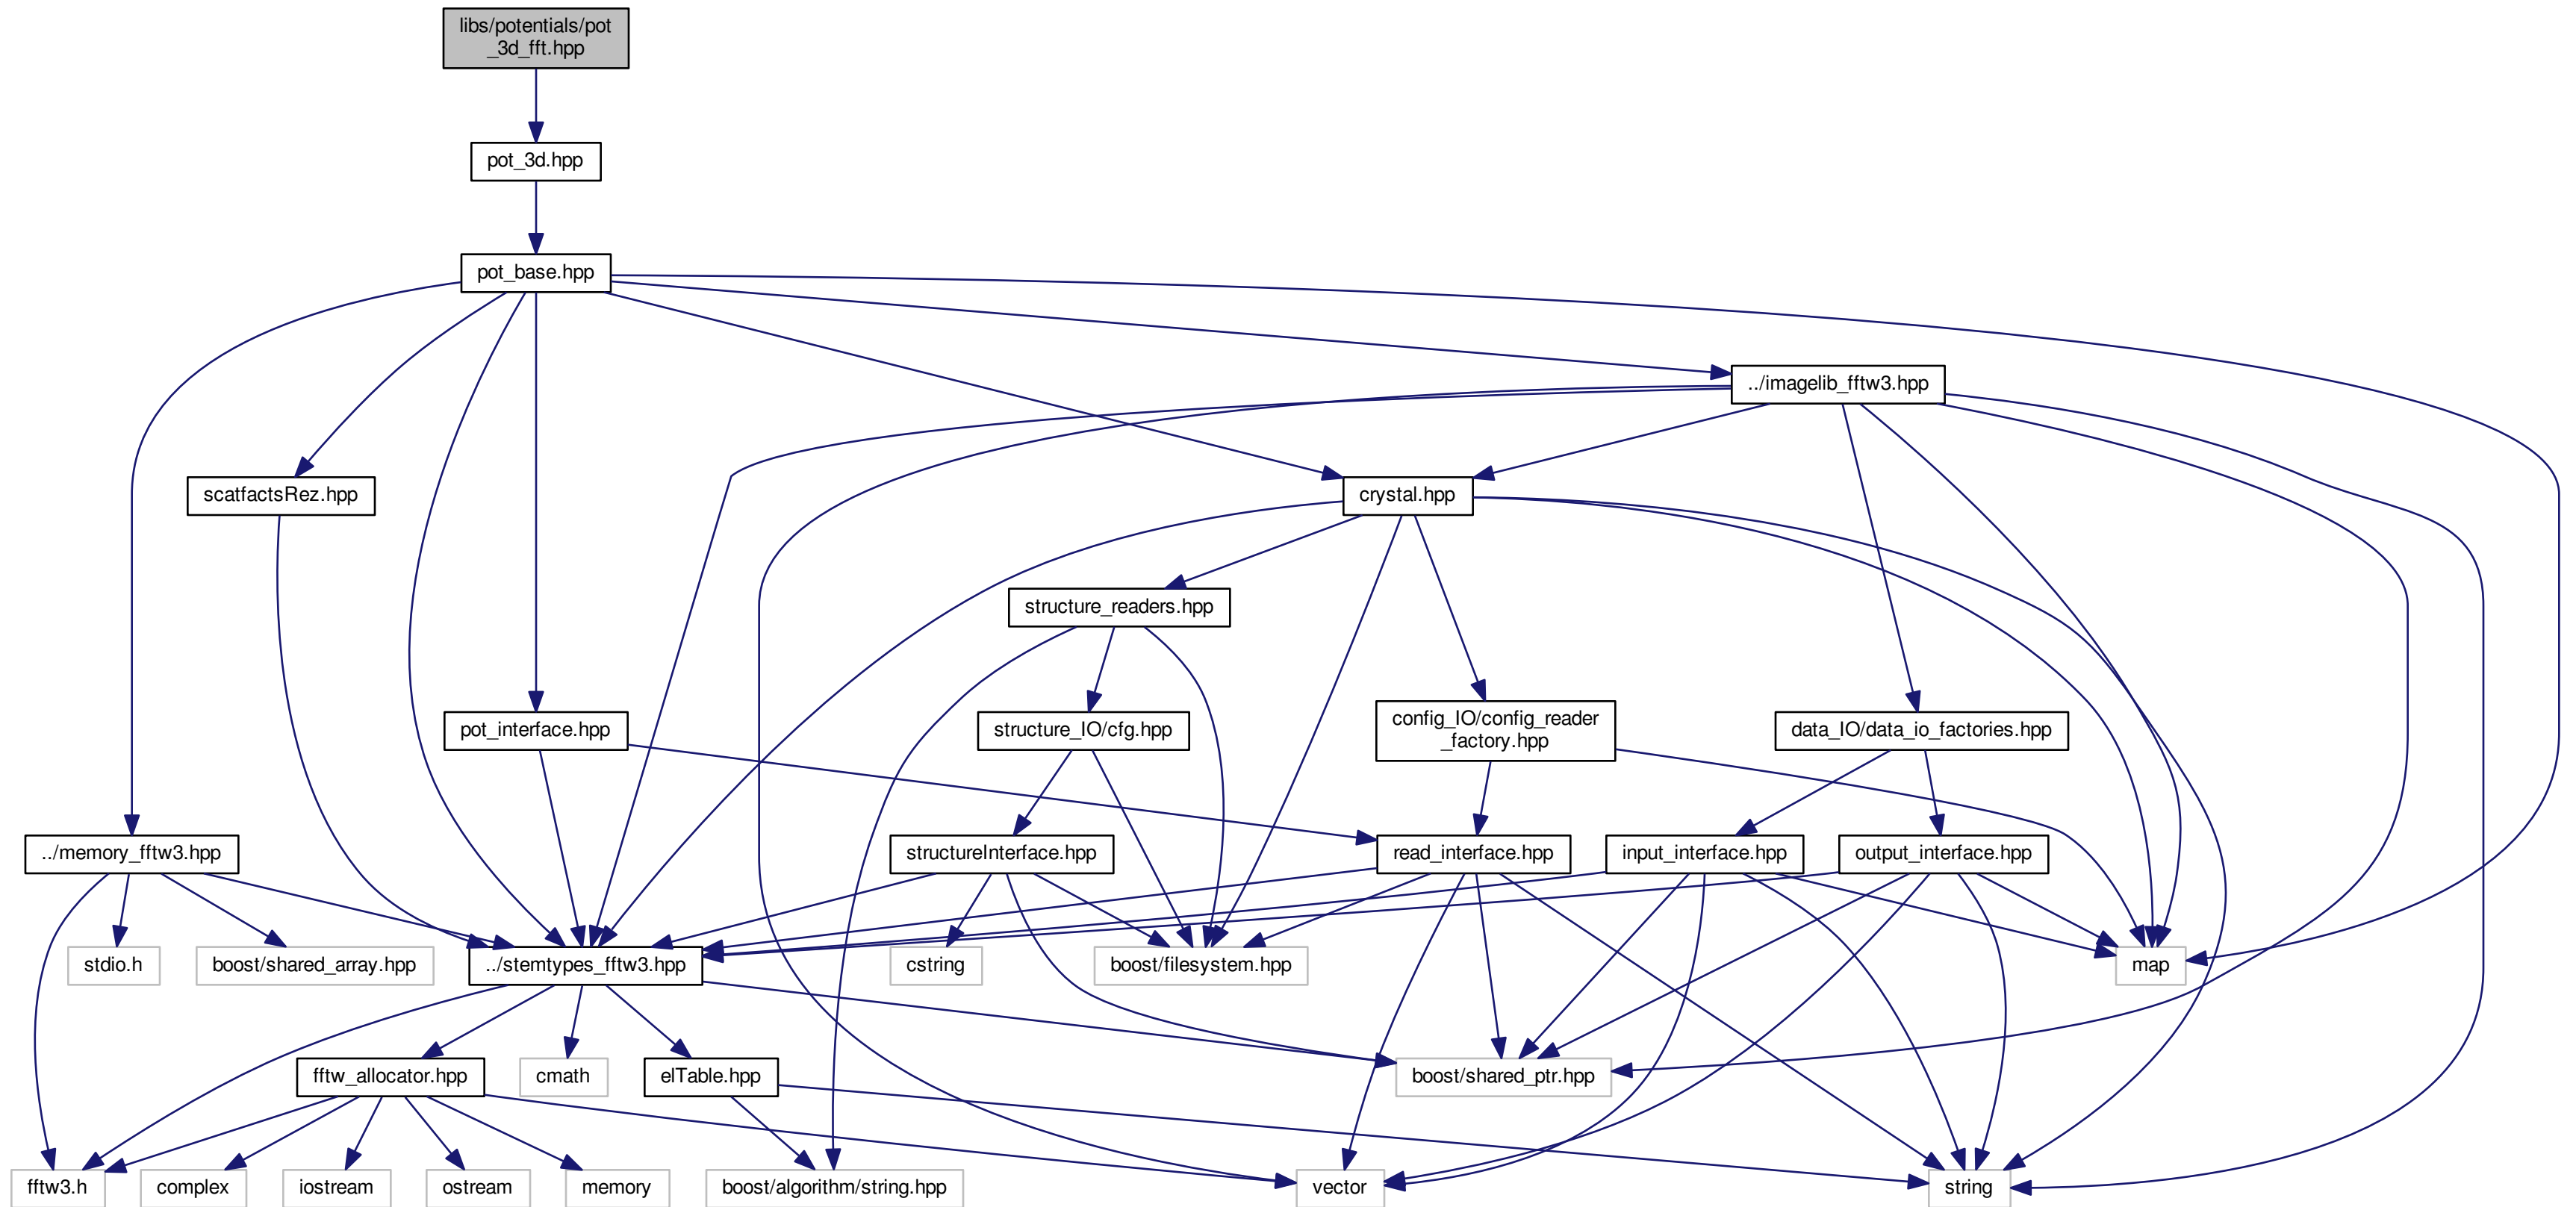 libs/potentials/pot
_3d_fft.hpp
pot_3d.hpp
pot_base.hpp
../imagelib_fftw3.hpp
scatfactsRez.hpp
crystal.hpp
structure_readers.hpp
pot_interface.hpp
structure_IO/cfg.hpp
config_IO/config_reader
_factory.hpp
data_IO/data_io_factories.hpp
../memory_fftw3.hpp
structureInterface.hpp
read_interface.hpp
input_interface.hpp
output_interface.hpp
stdio.h
boost/shared_array.hpp
../stemtypes_fftw3.hpp
cstring
boost/filesystem.hpp
map
fftw_allocator.hpp
cmath
elTable.hpp
boost/shared_ptr.hpp
fftw3.h
complex
iostream
ostream
memory
boost/algorithm/string.hpp
vector
string